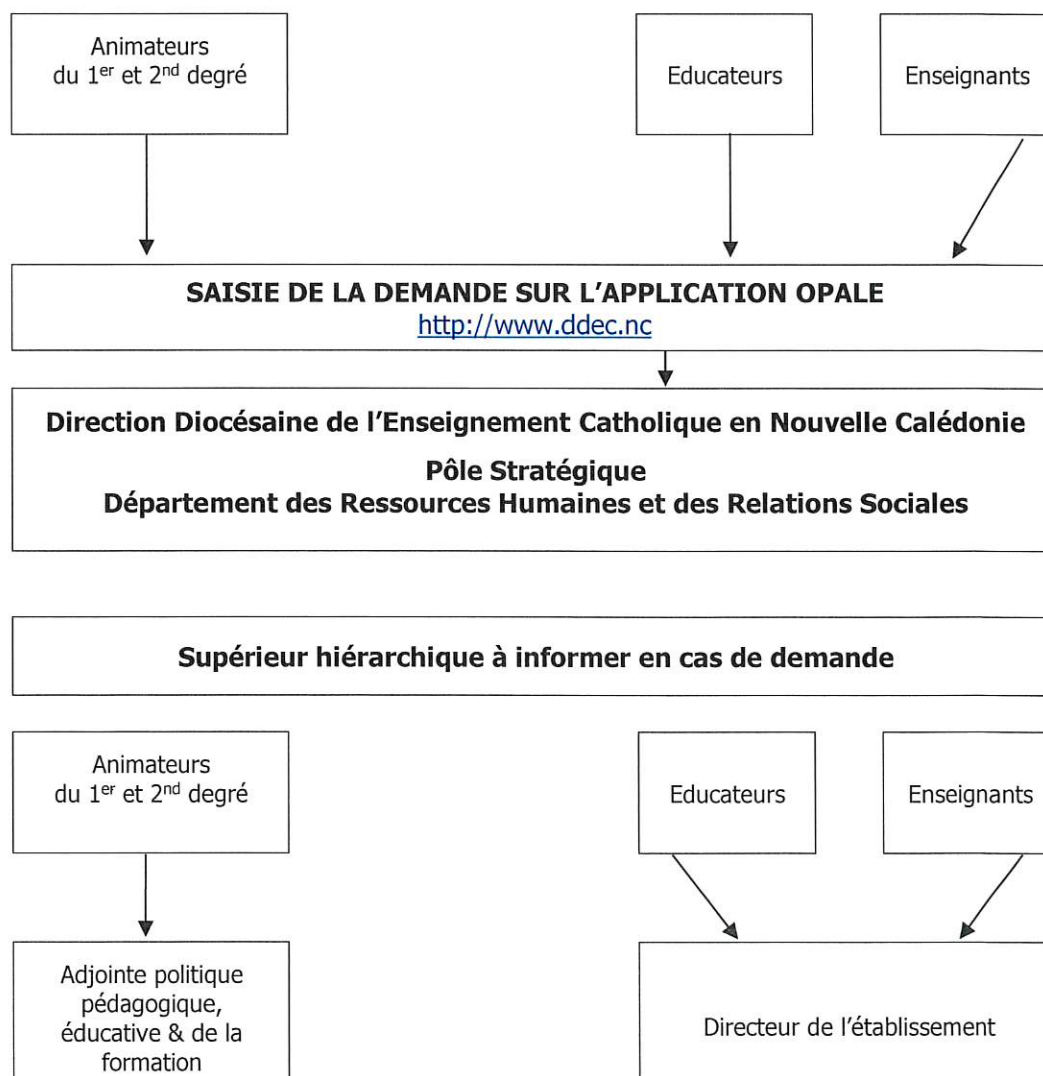 Animateurs
du 1er et 2nd degré
Educateurs
Enseignants
SAISIE DE LA DEMANDE SUR L'APPLICATION OPALE
http://www.ddec.nc
Direction Diocésaine de l'Enseignement Catholique en Nouvelle Calédonie
Pôle Stratégique
Département des Ressources Humaines et des Relations Sociales
Supérieur hiérarchique à informer en cas de demande
Animateurs
du 1er et 2nd degré
Educateurs
Enseignants
Adjointe politique
pédagogique,
éducative & de la
formation
Directeur de l'établissement